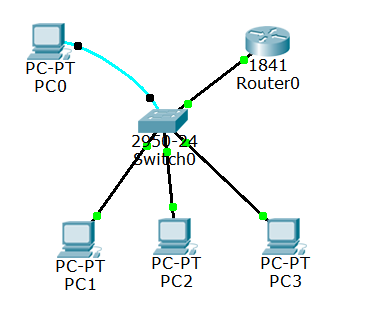 PC-PT
PC0
1841
Router0
2950-24
Switch0
PC-PT
PC1
PC-PT
PC2
PC-PT
PC3